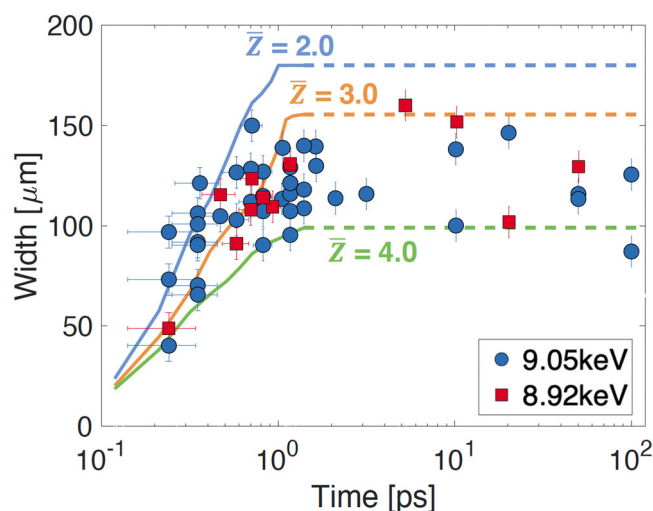 200
150
100
50
0
Width [μm]
Z̅ = 2.0
Z̅ = 3.0
Z̅ = 4.0
9.05keV
8.92keV
10⁻¹ 10⁰ 10¹ 10²
Time [ps]